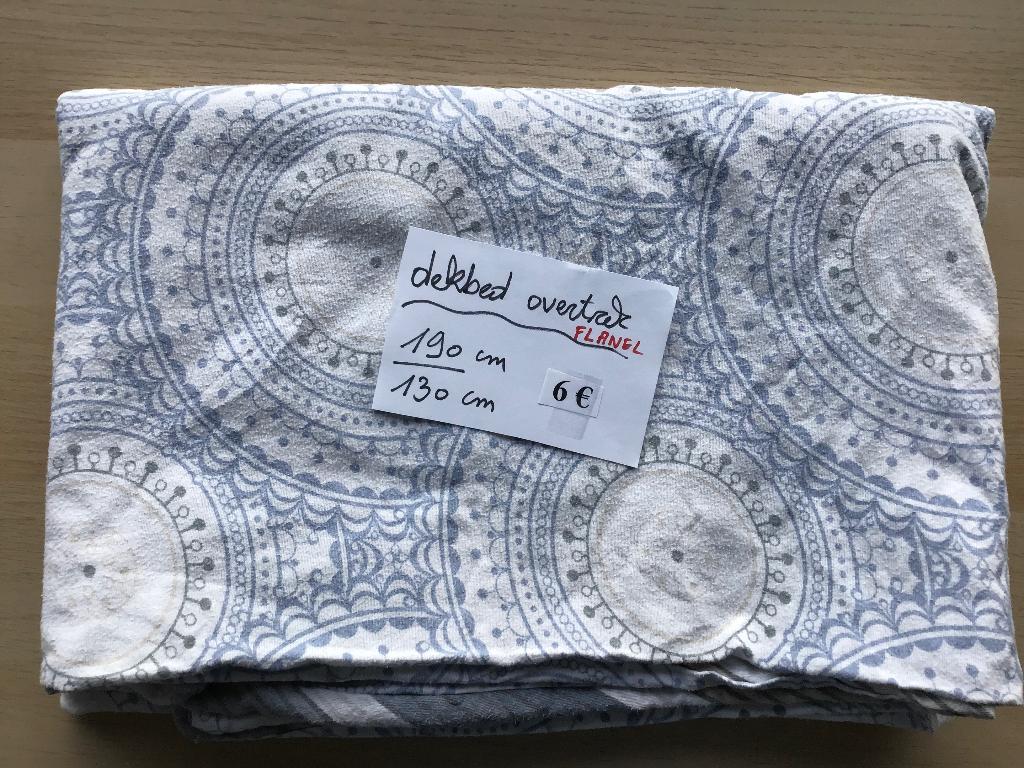 dekbed overtrek
FLANEL
190 cm
130 cm
6 €